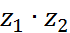 z₁ · z₂